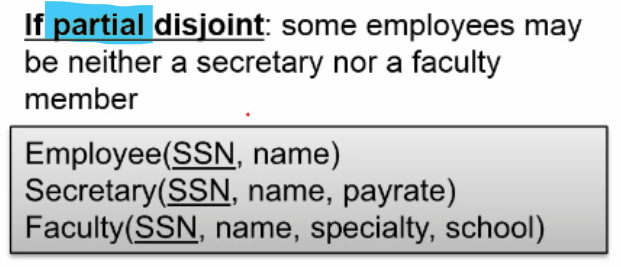 If partial disjoint: some employees may
be neither a secretary nor a faculty
member
Employee(SSN, name)
Secretary(SSN, name, payrate)
Faculty(SSN, name, specialty, school)